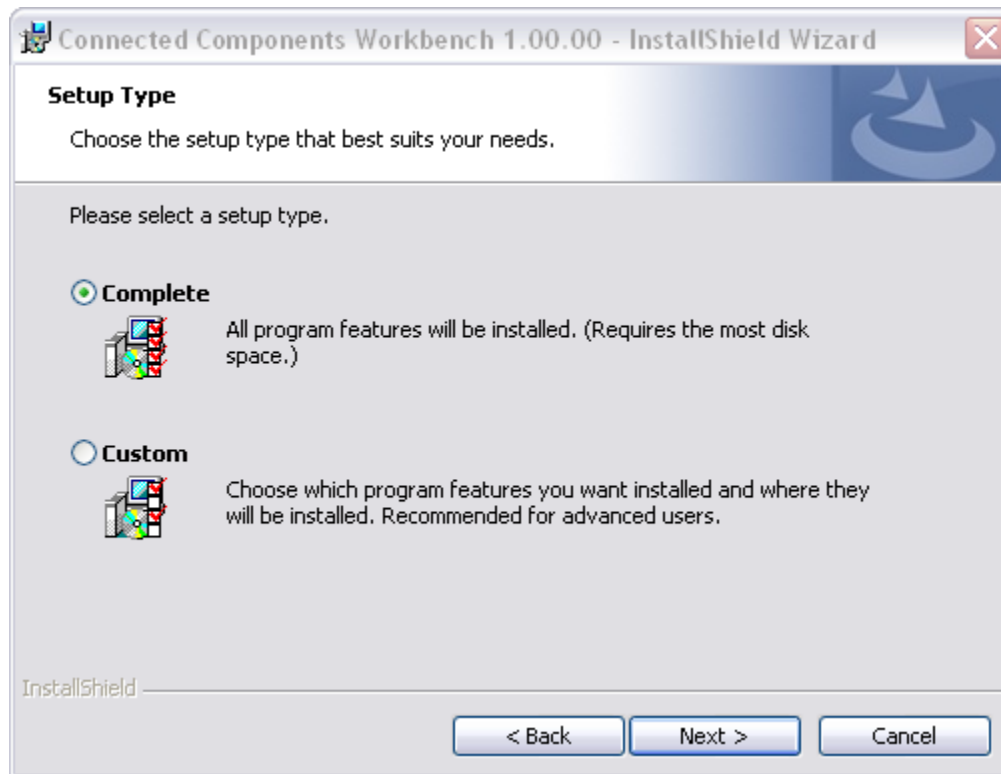 Connected Components Workbench 1.00.00 - InstallShield Wizard
Setup Type
Choose the setup type that best suits your needs.
Please select a setup type.
Complete
All program features will be installed. (Requires the most disk
space.)
Custom
Choose which program features you want installed and where they
will be installed. Recommended for advanced users.
InstallShield
< Back
Next >
Cancel